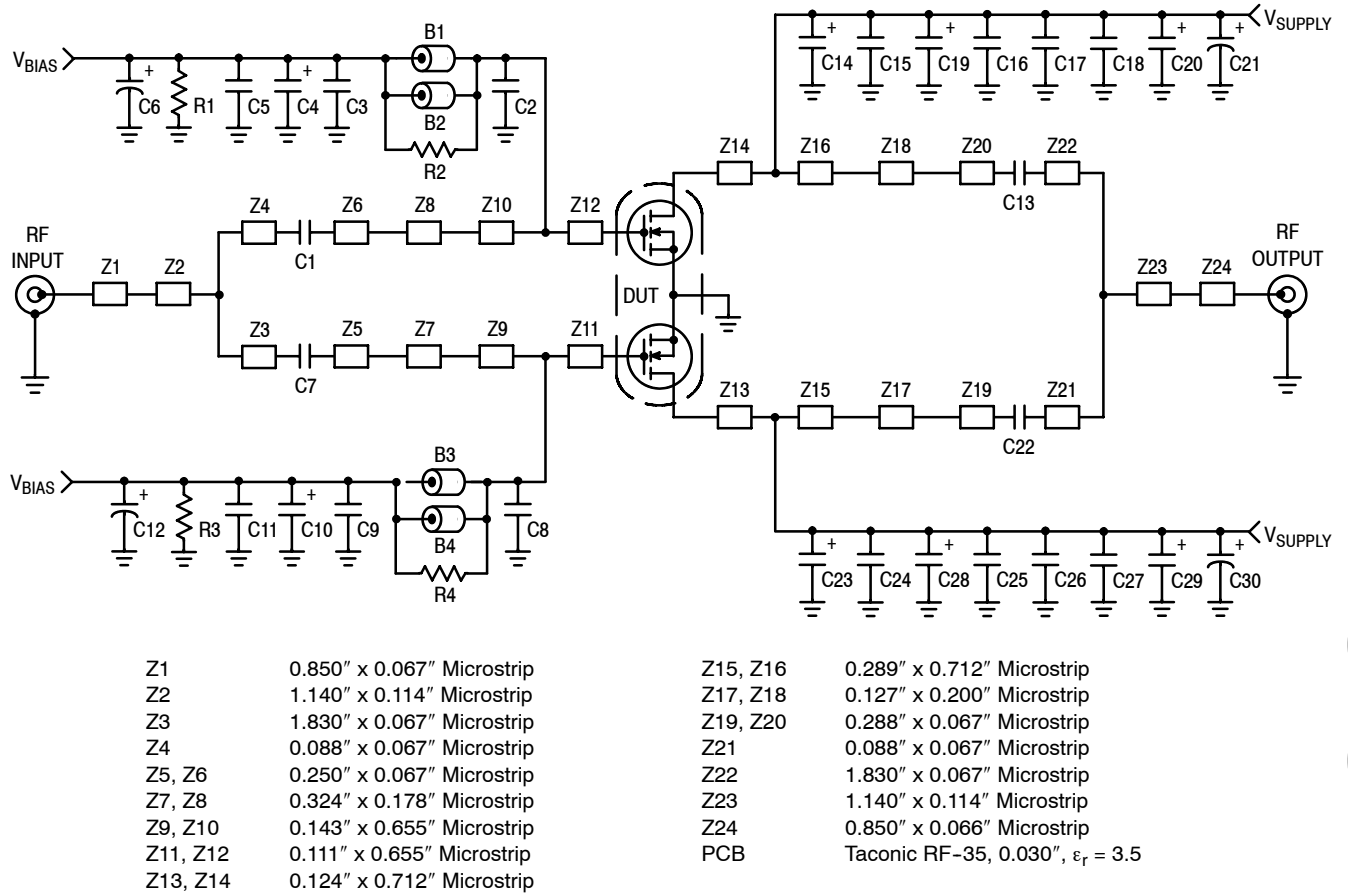 V_BIAS
C6 + R1 C5 C4 + C3
B1
B2
R2
C2
V_SUPPLY
C14 + C15 C19 + C16 C17 C18 C20 + C21 +
Z14 Z16 Z18 Z20 C13 Z22
RF INPUT
Z1 Z2
Z4 C1 Z6 Z8 Z10 Z12
DUT
Z3 C7 Z5 Z7 Z9 Z11
Z23 Z24
RF OUTPUT
Z13 Z15 Z17 Z19 C22 Z21
V_BIAS
C12 + R3 C11 C10 + C9
B3
B4
R4
C8
V_SUPPLY
C23 + C24 C28 + C25 C26 C27 C29 + C30 +
Z1 0.850″ x 0.067″ Microstrip
Z2 1.140″ x 0.114″ Microstrip
Z3 1.830″ x 0.067″ Microstrip
Z4 0.088″ x 0.067″ Microstrip
Z5, Z6 0.250″ x 0.067″ Microstrip
Z7, Z8 0.324″ x 0.178″ Microstrip
Z9, Z10 0.143″ x 0.655″ Microstrip
Z11, Z12 0.111″ x 0.655″ Microstrip
Z13, Z14 0.124″ x 0.712″ Microstrip
Z15, Z16 0.289″ x 0.712″ Microstrip
Z17, Z18 0.127″ x 0.200″ Microstrip
Z19, Z20 0.288″ x 0.067″ Microstrip
Z21 0.088″ x 0.067″ Microstrip
Z22 1.830″ x 0.067″ Microstrip
Z23 1.140″ x 0.114″ Microstrip
Z24 0.850″ x 0.066″ Microstrip
PCB Taconic RF-35, 0.030″, εr = 3.5